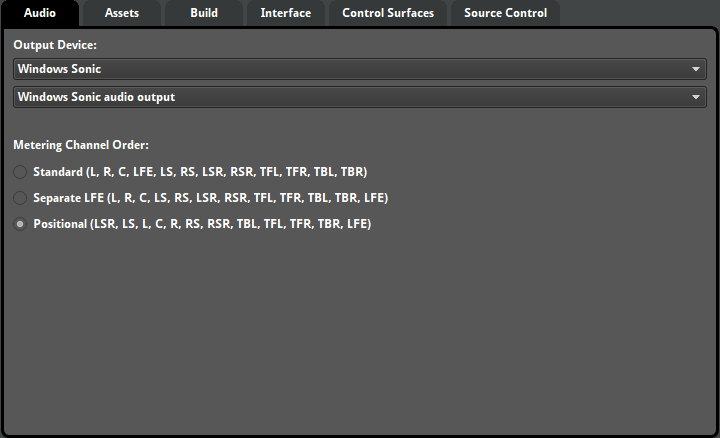 Audio Assets Build Interface Control Surfaces Source Control
Output Device:
Windows Sonic
Windows Sonic audio output
Metering Channel Order:
Standard (L, R, C, LFE, LS, RS, LSR, RSR, TFL, TFR, TBL, TBR)
Separate LFE (L, R, C, LS, RS, LSR, RSR, TFL, TFR, TBL, TBR, LFE)
Positional (LSR, LS, L, C, R, RS, RSR, TBL, TFL, TFR, TBR, LFE)